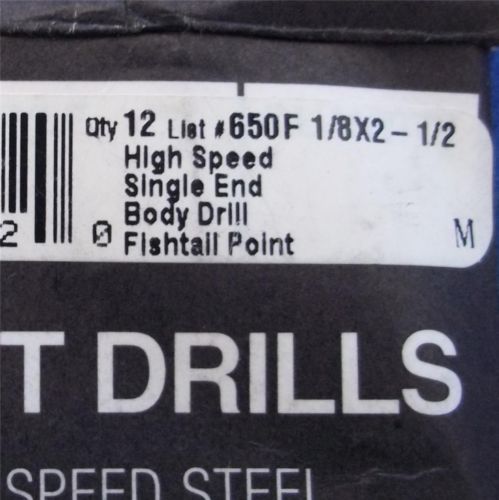 Qty 12 List #650F 1/8X2-1/2
High Speed
Single End
Body Drill
Fishtail Point
2 0 M
T DRILLS
SPEED STEEL